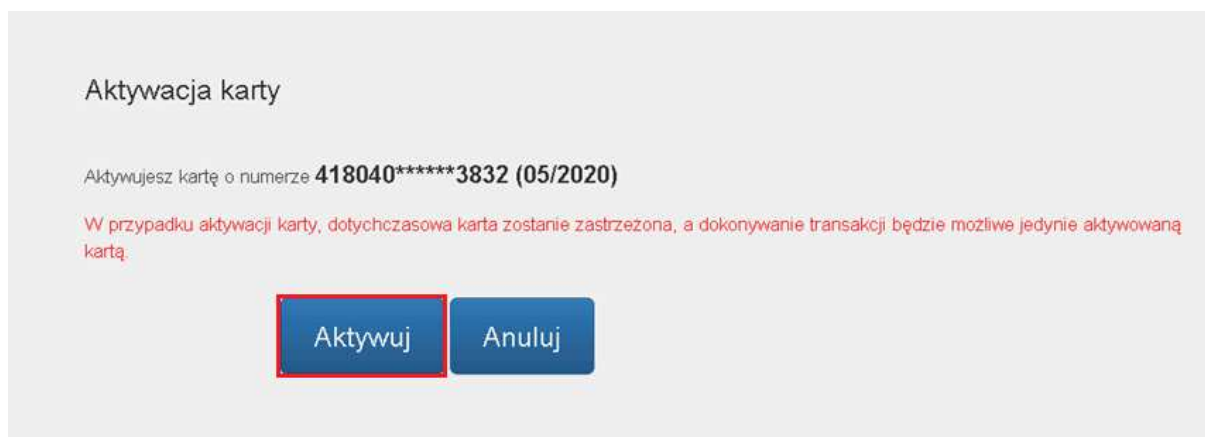 Aktywacja karty
Aktywujesz kartę o numerze 418040******3832 (05/2020)
W przypadku aktywacji karty, dotychczasowa karta zostanie zastrzeżona, a dokonywanie transakcji będzie możliwe jedynie aktywowaną
kartą.
Aktywuj Anuluj